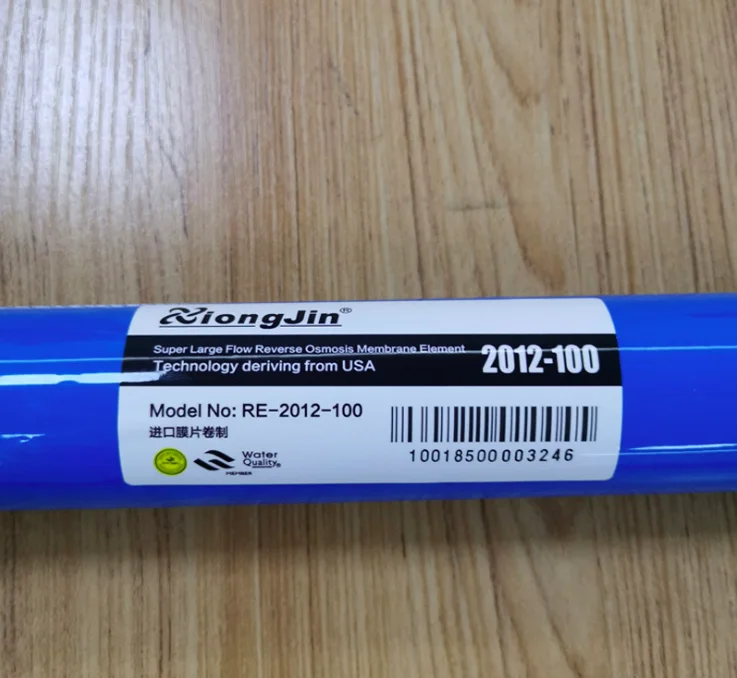 XiongJin®
Super Large Flow Reverse Osmosis Membrane Element
Technology deriving from USA
2012-100
Model No: RE-2012-100
进口膜片卷制
10018500003246
Water
Quality®
MEMBER